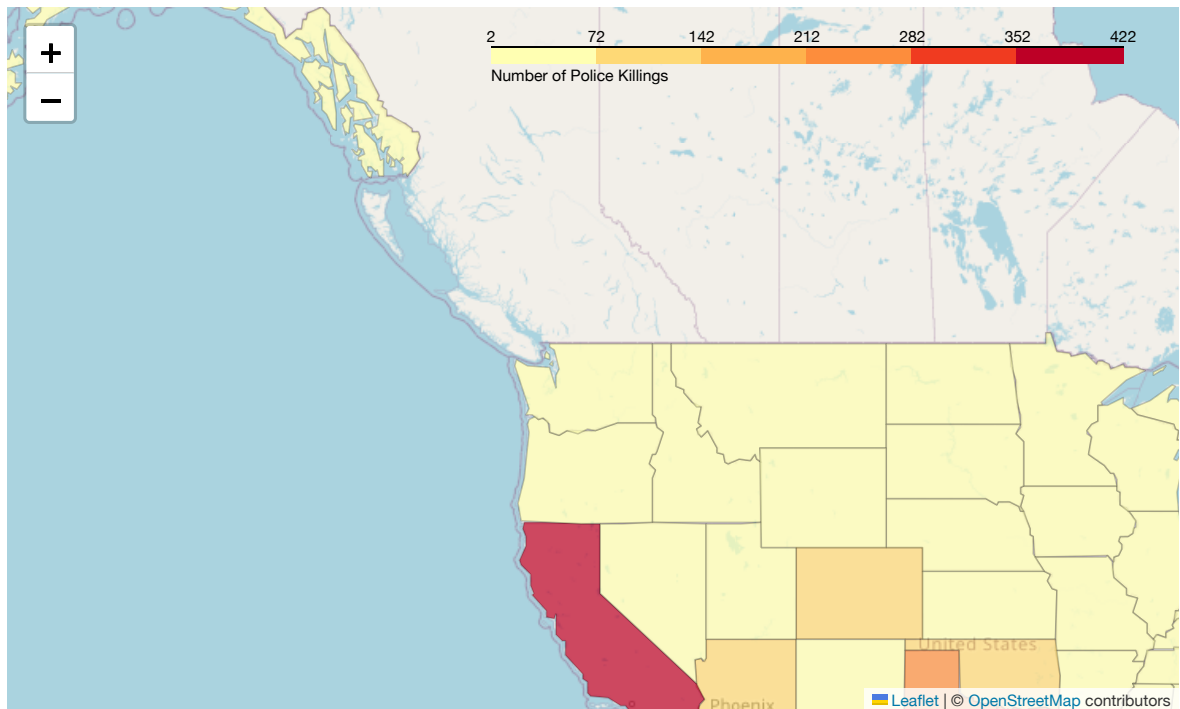 +
−
2 72 142 212 282 352 422
Number of Police Killings
United States
Phoenix
Leaflet | © OpenStreetMap contributors